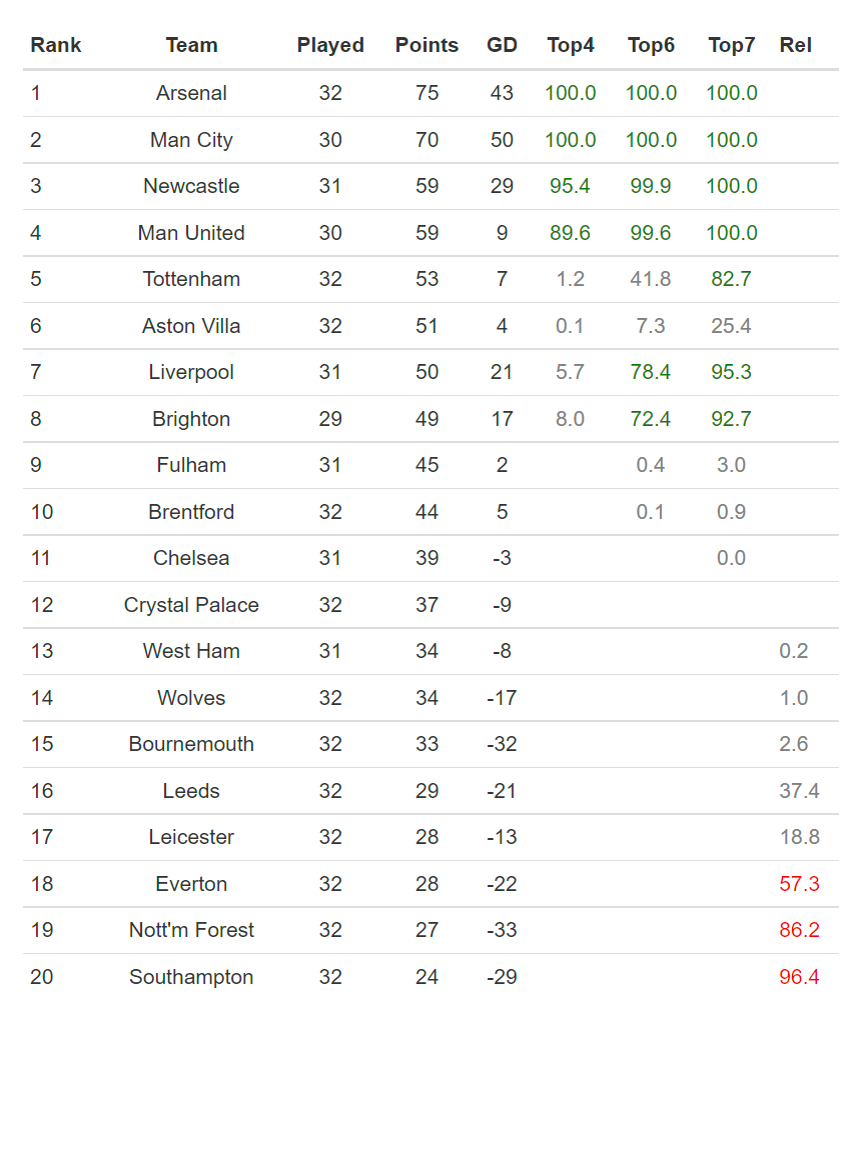 Rank Team Played Points GD Top4 Top6 Top7 Rel
1 Arsenal 32 75 43 100.0 100.0 100.0
2 Man City 30 70 50 100.0 100.0 100.0
3 Newcastle 31 59 29 95.4 99.9 100.0
4 Man United 30 59 9 89.6 99.6 100.0
5 Tottenham 32 53 7 1.2 41.8 82.7
6 Aston Villa 32 51 4 0.1 7.3 25.4
7 Liverpool 31 50 21 5.7 78.4 95.3
8 Brighton 29 49 17 8.0 72.4 92.7
9 Fulham 31 45 2 0.4 3.0
10 Brentford 32 44 5 0.1 0.9
11 Chelsea 31 39 -3 0.0
12 Crystal Palace 32 37 -9
13 West Ham 31 34 -8 0.2
14 Wolves 32 34 -17 1.0
15 Bournemouth 32 33 -32 2.6
16 Leeds 32 29 -21 37.4
17 Leicester 32 28 -13 18.8
18 Everton 32 28 -22 57.3
19 Nott'm Forest 32 27 -33 86.2
20 Southampton 32 24 -29 96.4